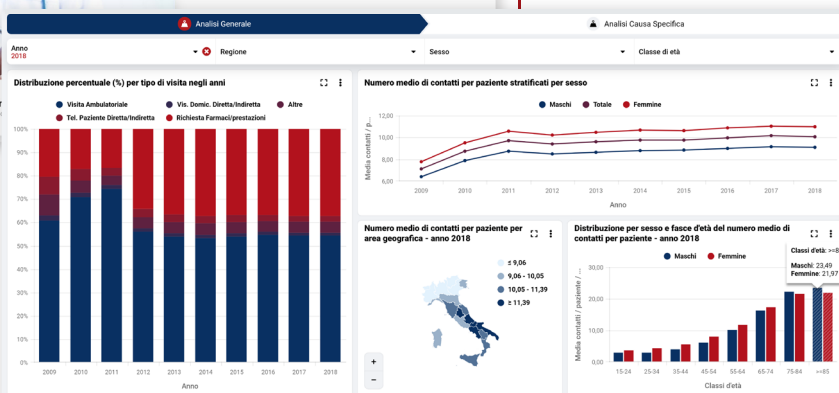 Analisi Generale
Analisi Causa Specifica
Anno
2018
Regione
Sesso
Classe di età
Distribuzione percentuale (%) per tipo di visita negli anni
Visita Ambulatoriale
Vis. Domic. Diretta/Indiretta
Altre
Tel. Paziente Diretta/Indiretta
Richiesta Farmaci/prestazioni
100%
90%
80%
70%
60%
50%
40%
30%
20%
10%
0%
2009 2010 2011 2012 2013 2014 2015 2016 2017 2018
Anno
Numero medio di contatti per paziente stratificati per sesso
Maschi Totale Femmine
Media contatti / p...
12,00
10,00
8,00
6,00
2009 2010 2011 2012 2013 2014 2015 2016 2017 2018
Anno
Numero medio di contatti per paziente per
area geografica - anno 2018
≤ 9,06
9,06 - 10,05
10,05 - 11,39
≥ 11,39
+
−
Distribuzione per sesso e fasce d'età del numero medio di
contatti per paziente - anno 2018
Maschi Femmine
Classi d'età: >=8
Maschi: 23,49
Femmine: 21,97
Media contatti / paziente / ...
30,00
20,00
10,00
0,00
15-24 25-34 35-44 45-54 55-64 65-74 75-84 >=85
Classi d'età